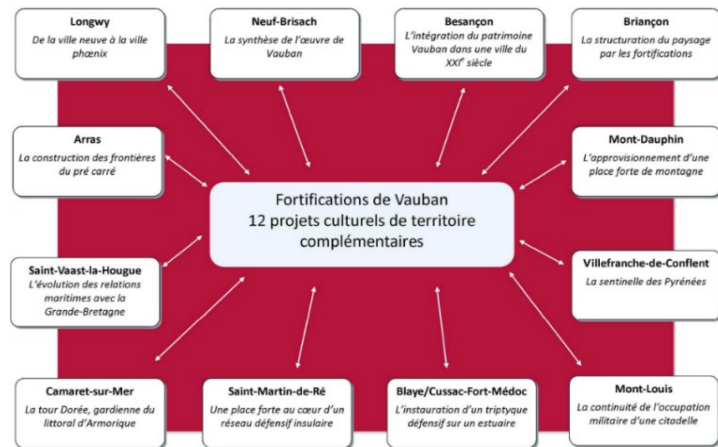 Longwy
De la ville neuve à la ville
phœnix
Neuf-Brisach
La synthèse de l'œuvre de
Vauban
Besançon
L'intégration du patrimoine
Vauban dans une ville du
XXIe siècle
Briançon
La structuration du paysage
par les fortifications
Arras
La construction des frontières
du pré carré
Mont-Dauphin
L'approvisionnement d'une
place forte de montagne
Fortifications de Vauban
12 projets culturels de territoire
complémentaires
Saint-Vaast-la-Hougue
L'évolution des relations
maritimes avec la
Grande-Bretagne
Villefranche-de-Conflent
La sentinelle des Pyrénées
Camaret-sur-Mer
La tour Dorée, gardienne du
littoral d'Armorique
Saint-Martin-de-Ré
Une place forte au cœur d'un
réseau défensif insulaire
Blaye/Cussac-Fort-Médoc
L'instauration d'un triptyque
défensif sur un estuaire
Mont-Louis
La continuité de l'occupation
militaire d'une citadelle